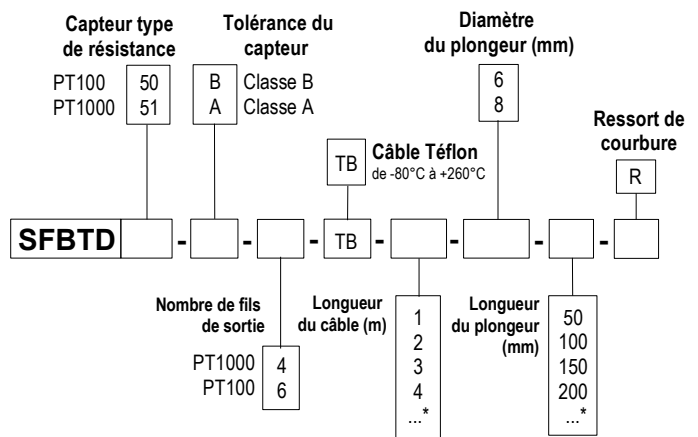 Capteur type
de résistance
PT100 50
PT1000 51
Tolérance du
capteur
B Classe B
A Classe A
Diamètre
du plongeur (mm)
6
8
TB
Câble Téflon
de -80°C à +260°C
Ressort de
courbure
R
SFBTD - - - TB - - - -
Nombre de fils
de sortie
PT1000 4
PT100 6
Longueur
du câble (m)
1
2
3
4
...*
Longueur
du plongeur
(mm)
50
100
150
200
...*